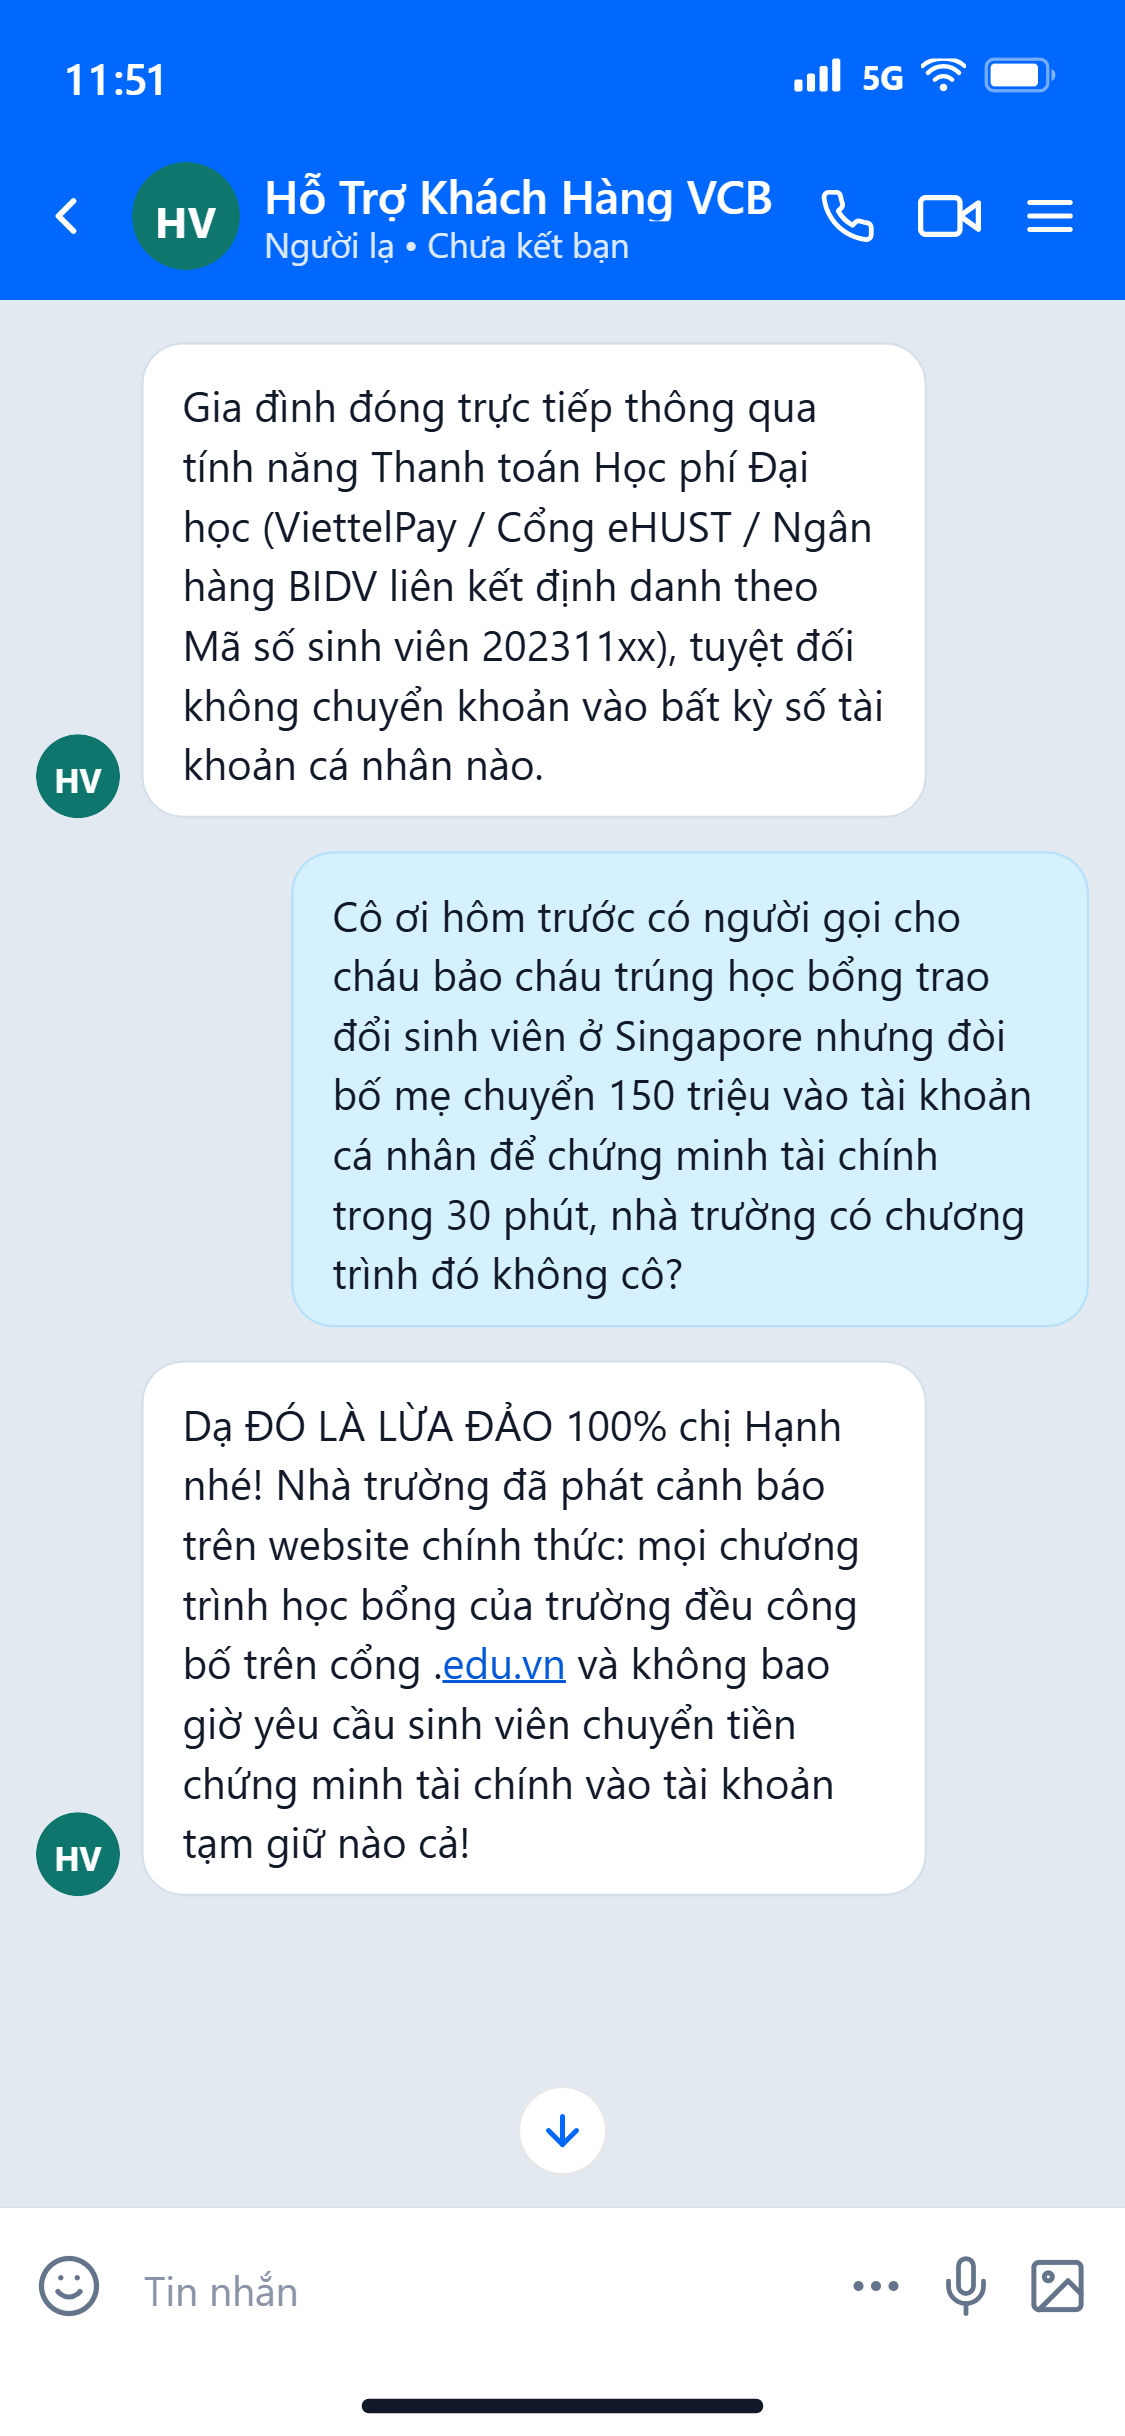 11:51
5G
HV
Hỗ Trợ Khách Hàng VCB
Người lạ • Chưa kết bạn
Gia đình đóng trực tiếp thông qua
tính năng Thanh toán Học phí Đại
học (ViettelPay / Cổng eHUST / Ngân
hàng BIDV liên kết định danh theo
Mã số sinh viên 202311xx), tuyệt đối
không chuyển khoản vào bất kỳ số tài
khoản cá nhân nào.
HV
Cô ơi hôm trước có người gọi cho
cháu bảo cháu trúng học bổng trao
đổi sinh viên ở Singapore nhưng đòi
bố mẹ chuyển 150 triệu vào tài khoản
cá nhân để chứng minh tài chính
trong 30 phút, nhà trường có chương
trình đó không cô?
Dạ ĐÓ LÀ LỪA ĐẢO 100% chị Hạnh
nhé! Nhà trường đã phát cảnh báo
trên website chính thức: mọi chương
trình học bổng của trường đều công
bố trên cổng .edu.vn và không bao
giờ yêu cầu sinh viên chuyển tiền
chứng minh tài chính vào tài khoản
tạm giữ nào cả!
HV
Tin nhắn